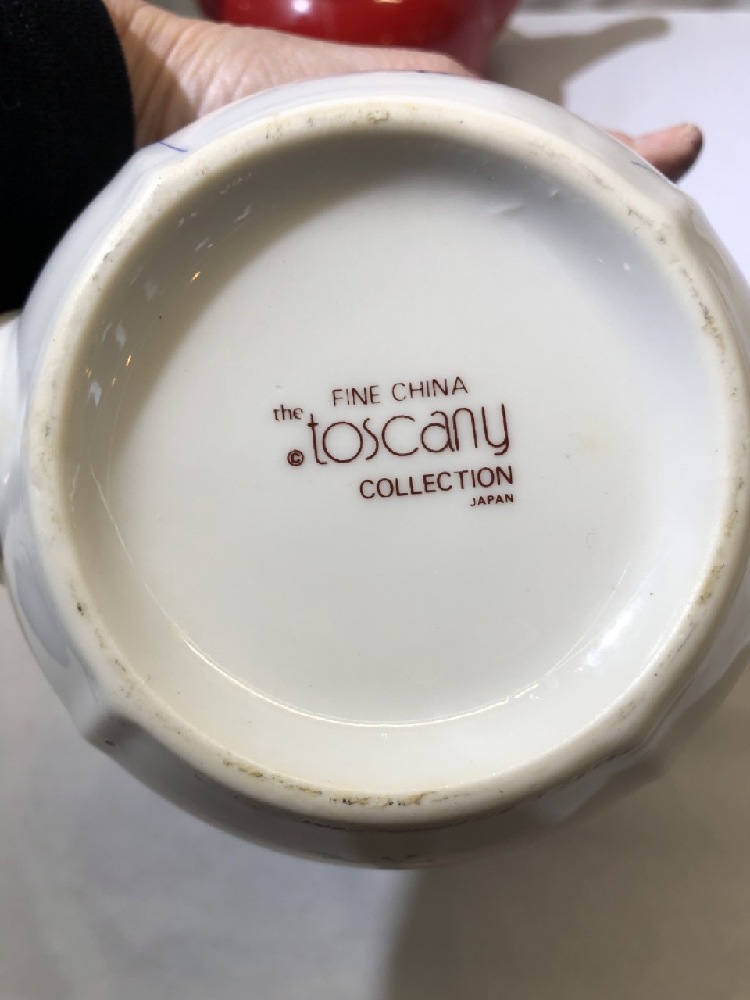 FINE CHINA
the
© toscany
COLLECTION
JAPAN